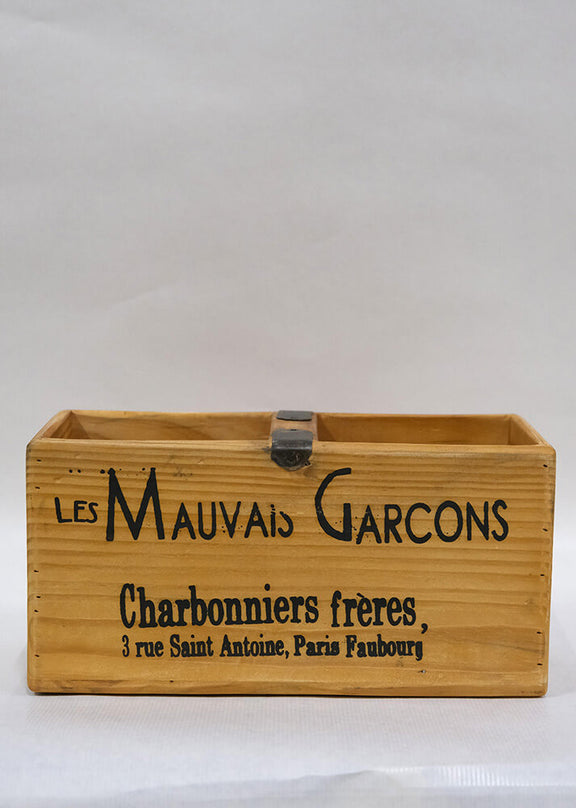 LES MAUVAIS GARCONS
Charbonniers frères,
3 rue Saint Antoine, Paris Faubourg